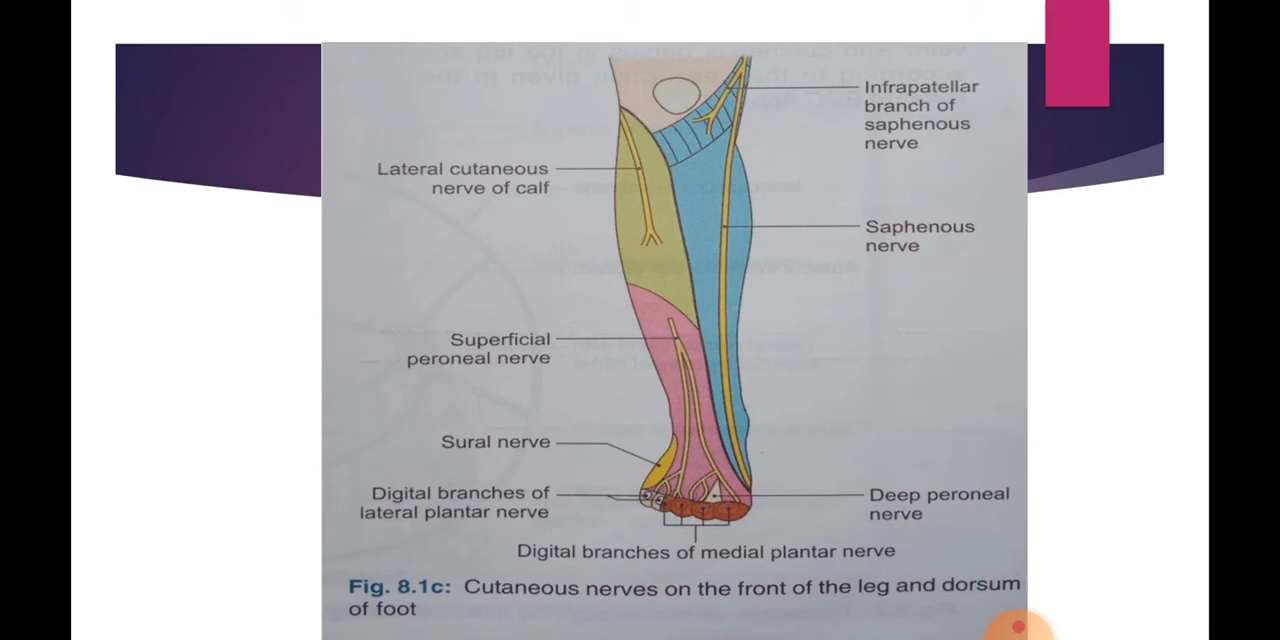 Infrapatellar
branch of
saphenous
nerve
Lateral cutaneous
nerve of calf
Saphenous
nerve
Superficial
peroneal nerve
Sural nerve
Digital branches of
lateral plantar nerve
Deep peroneal
nerve
Digital branches of medial plantar nerve
Fig. 8.1c: Cutaneous nerves on the front of the leg and dorsum
of foot